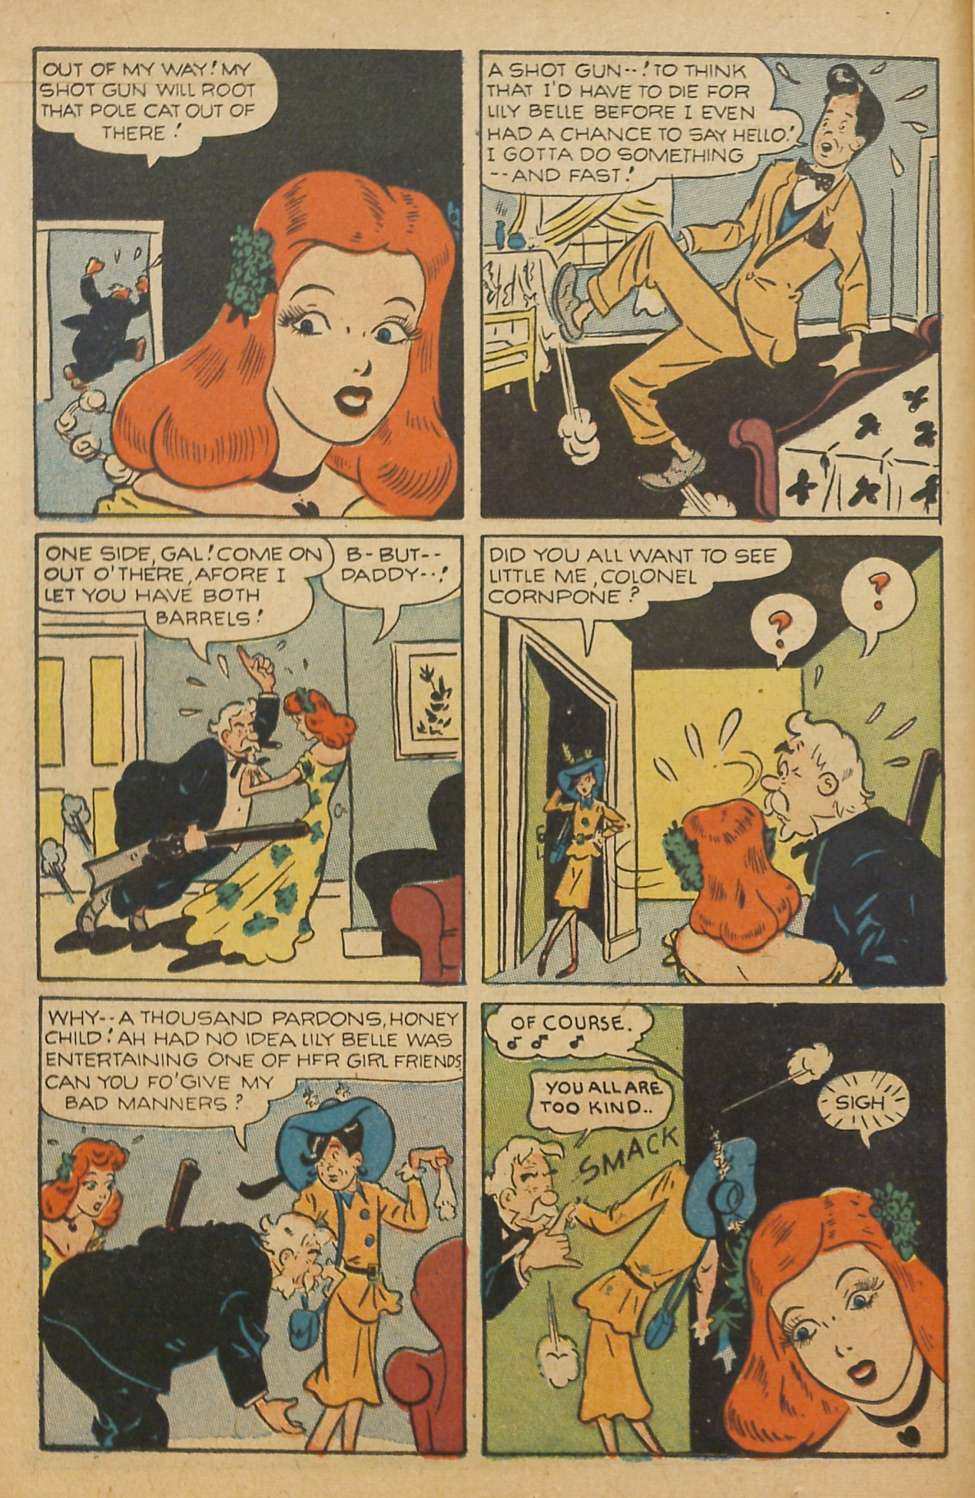 OUT OF MY WAY! MY
SHOT GUN WILL ROOT
THAT POLE CAT OUT OF
THERE!
A SHOT GUN--! TO THINK
THAT I'D HAVE TO DIE FOR
LILY BELLE BEFORE I EVEN
HAD A CHANCE TO SAY HELLO!
I GOTTA DO SOMETHING
--AND FAST!
ONE SIDE, GAL! COME ON
OUT O' THERE, AFORE I
LET YOU HAVE BOTH
BARRELS!
B-BUT--
DADDY--!
DID YOU ALL WANT TO SEE
LITTLE ME, COLONEL
CORNPONE?
?
?
WHY--A THOUSAND PARDONS, HONEY
CHILD! AH HAD NO IDEA LILY BELLE WAS
ENTERTAINING ONE OF HER GIRL FRIENDS.
CAN YOU FO'GIVE MY
BAD MANNERS?
OF COURSE.
YOU ALL ARE
TOO KIND..
SMACK
SIGH